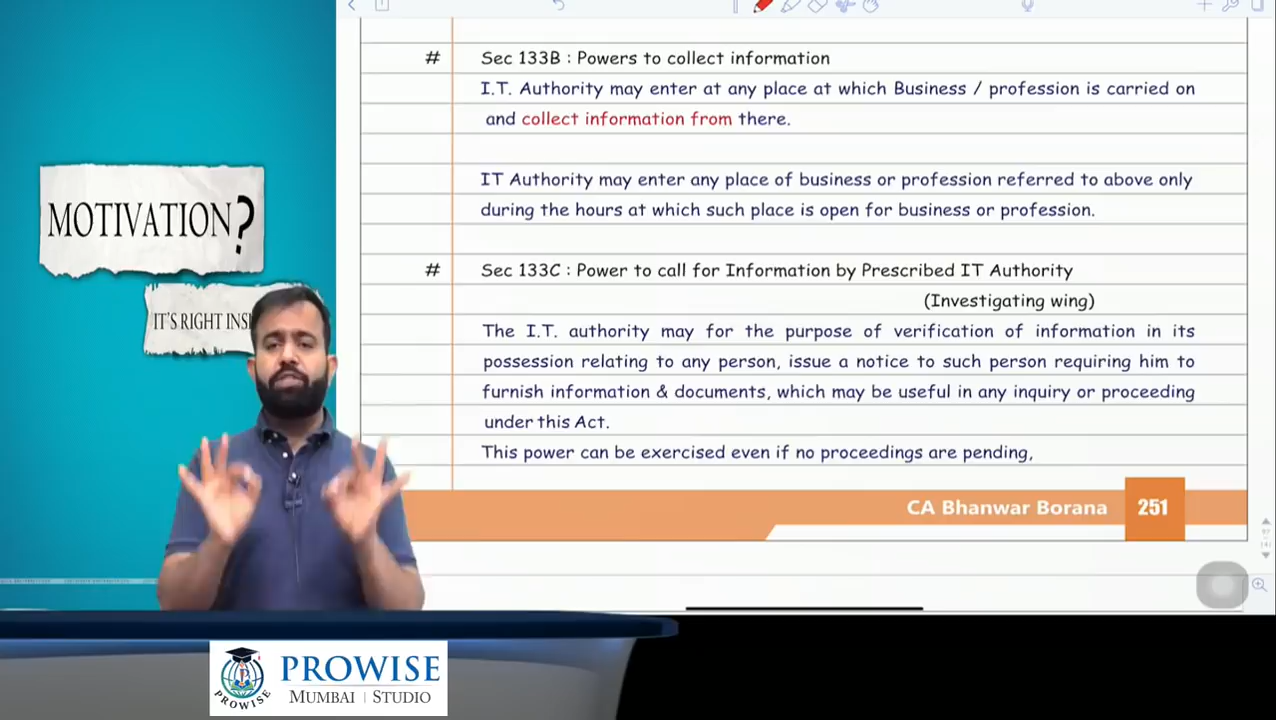 MOTIVATION?
IT'S RIGHT INSI
# Sec 133B : Powers to collect information
I.T. Authority may enter at any place at which Business / profession is carried on
and collect information from there.
IT Authority may enter any place of business or profession referred to above only
during the hours at which such place is open for business or profession.
# Sec 133C : Power to call for Information by Prescribed IT Authority
(Investigating wing)
The I.T. authority may for the purpose of verification of information in its
possession relating to any person, issue a notice to such person requiring him to
furnish information & documents, which may be useful in any inquiry or proceeding
under this Act.
This power can be exercised even if no proceedings are pending,
CA Bhanwar Borana 251
PROWISE
PROWISE
MUMBAI | STUDIO